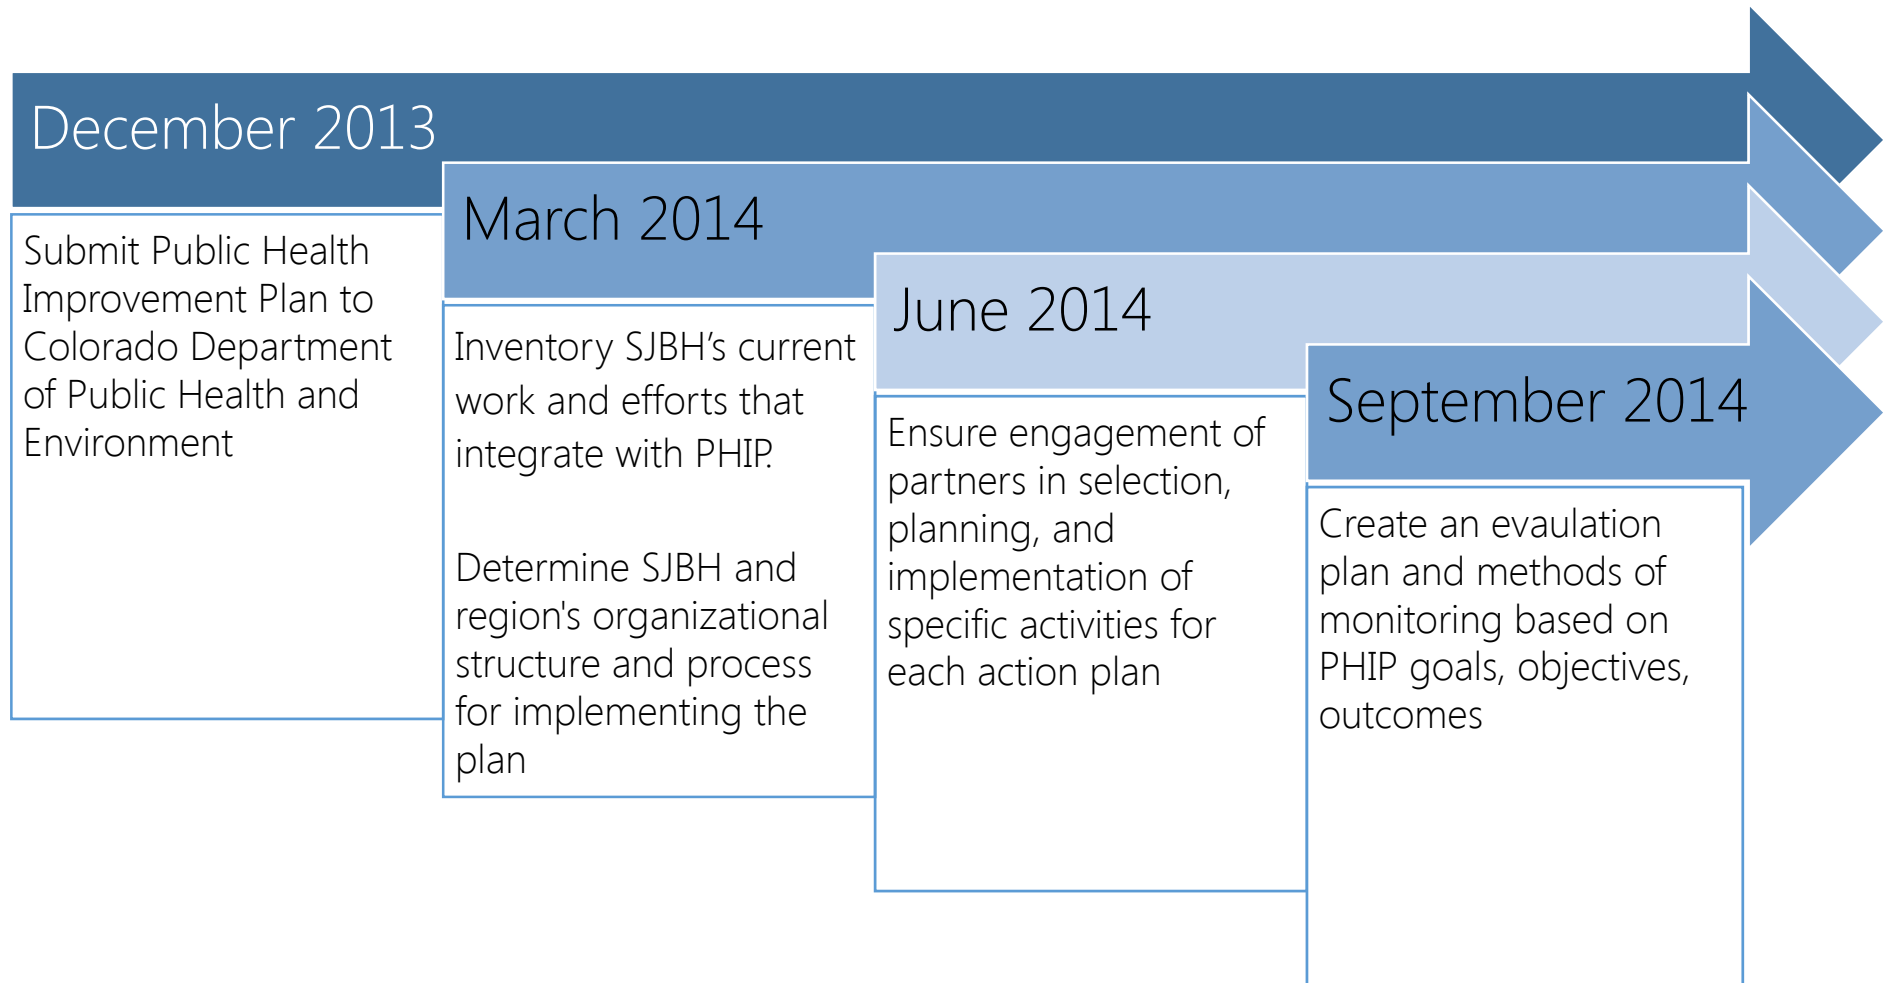 December 2013
Submit Public Health
Improvement Plan to
Colorado Department
of Public Health and
Environment
March 2014
Inventory SJBH’s current
work and efforts that
integrate with PHIP.
Determine SJBH and
region's organizational
structure and process
for implementing the
plan
June 2014
Ensure engagement of
partners in selection,
planning, and
implementation of
specific activities for
each action plan
September 2014
Create an evaulation
plan and methods of
monitoring based on
PHIP goals, objectives,
outcomes